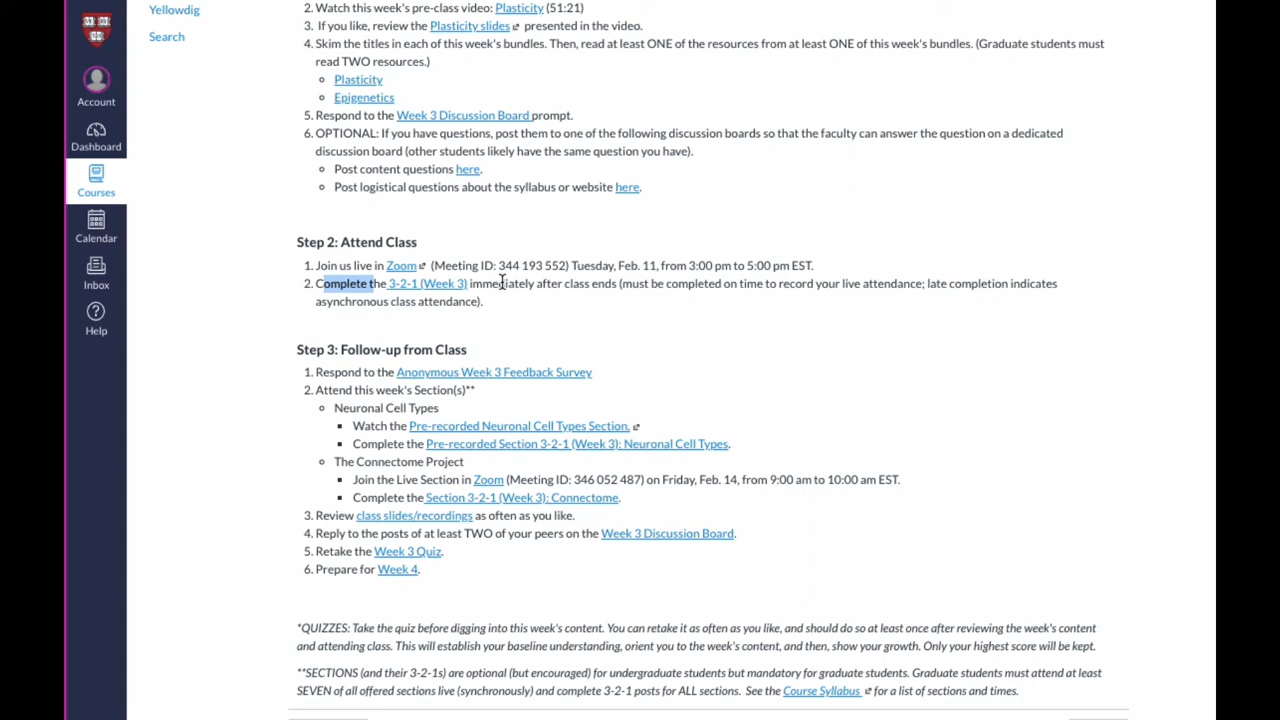 Yellowdig
Search
Account
Dashboard
Courses
Calendar
Inbox
Help
2. Watch this week's pre-class video: Plasticity (51:21)
3. If you like, review the Plasticity slides presented in the video.
4. Skim the titles in each of this week's bundles. Then, read at least ONE of the resources from at least ONE of this week's bundles. (Graduate students must
read TWO resources.)
Plasticity
Epigenetics
5. Respond to the Week 3 Discussion Board prompt.
6. OPTIONAL: If you have questions, post them to one of the following discussion boards so that the faculty can answer the question on a dedicated
discussion board (other students likely have the same question you have).
Post content questions here.
Post logistical questions about the syllabus or website here.
Step 2: Attend Class
1. Join us live in Zoom (Meeting ID: 344 193 552) Tuesday, Feb. 11, from 3:00 pm to 5:00 pm EST.
2. Complete the 3-2-1 (Week 3) immediately after class ends (must be completed on time to record your live attendance; late completion indicates
asynchronous class attendance).
Step 3: Follow-up from Class
1. Respond to the Anonymous Week 3 Feedback Survey
2. Attend this week's Section(s)**
Neuronal Cell Types
Watch the Pre-recorded Neuronal Cell Types Section.
Complete the Pre-recorded Section 3-2-1 (Week 3): Neuronal Cell Types.
The Connectome Project
Join the Live Section in Zoom (Meeting ID: 346 052 487) on Friday, Feb. 14, from 9:00 am to 10:00 am EST.
Complete the Section 3-2-1 (Week 3): Connectome.
3. Review class slides/recordings as often as you like.
4. Reply to the posts of at least TWO of your peers on the Week 3 Discussion Board.
5. Retake the Week 3 Quiz.
6. Prepare for Week 4.
*QUIZZES: Take the quiz before digging into this week's content. You can retake it as often as you like, and should do so at least once after reviewing the week's content
and attending class. This will establish your baseline understanding, orient you to the week's content, and then, show your growth. Only your highest score will be kept.
**SECTIONS (and their 3-2-1s) are optional (but encouraged) for undergraduate students but mandatory for graduate students. Graduate students must attend at least
SEVEN of all offered sections live (synchronously) and complete 3-2-1 posts for ALL sections. See the Course Syllabus for a list of sections and times.